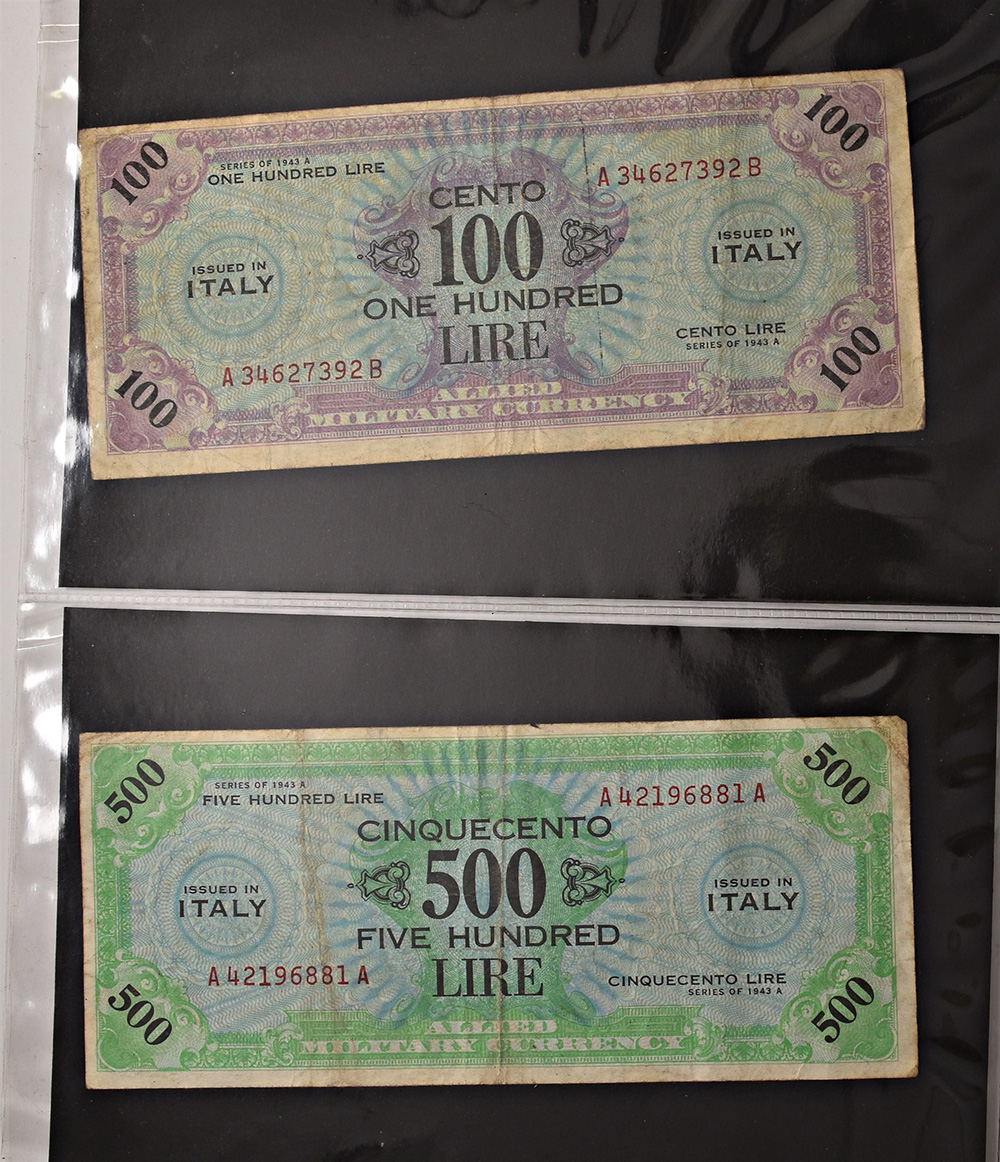 100
100
SERIES OF 1943 A
ONE HUNDRED LIRE
A 34627392 B
CENTO
100
ONE HUNDRED
LIRE
ISSUED IN
ITALY
ISSUED IN
ITALY
CENTO LIRE
SERIES OF 1943 A
A 34627392 B
100
100
ALLIED
MILITARY CURRENCY
500
500
SERIES OF 1943 A
FIVE HUNDRED LIRE
A 42196881 A
CINQUECENTO
500
FIVE HUNDRED
LIRE
ISSUED IN
ITALY
ISSUED IN
ITALY
A 42196881 A
CINQUECENTO LIRE
SERIES OF 1943 A
500
500
ALLIED
MILITARY CURRENCY